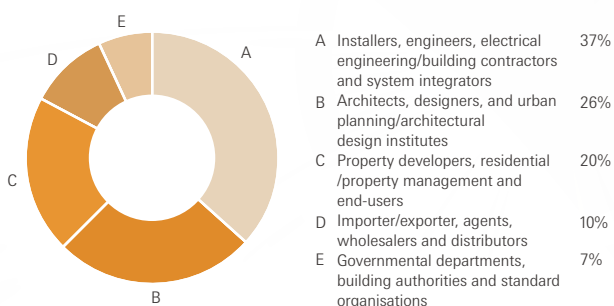 E
D
A
C
B
A Installers, engineers, electrical 37%
engineering/building contractors
and system integrators
B Architects, designers, and urban 26%
planning/architectural
design institutes
C Property developers, residential 20%
/property management and
end-users
D Importer/exporter, agents, 10%
wholesalers and distributors
E Governmental departments, 7%
building authorities and standard
organisations